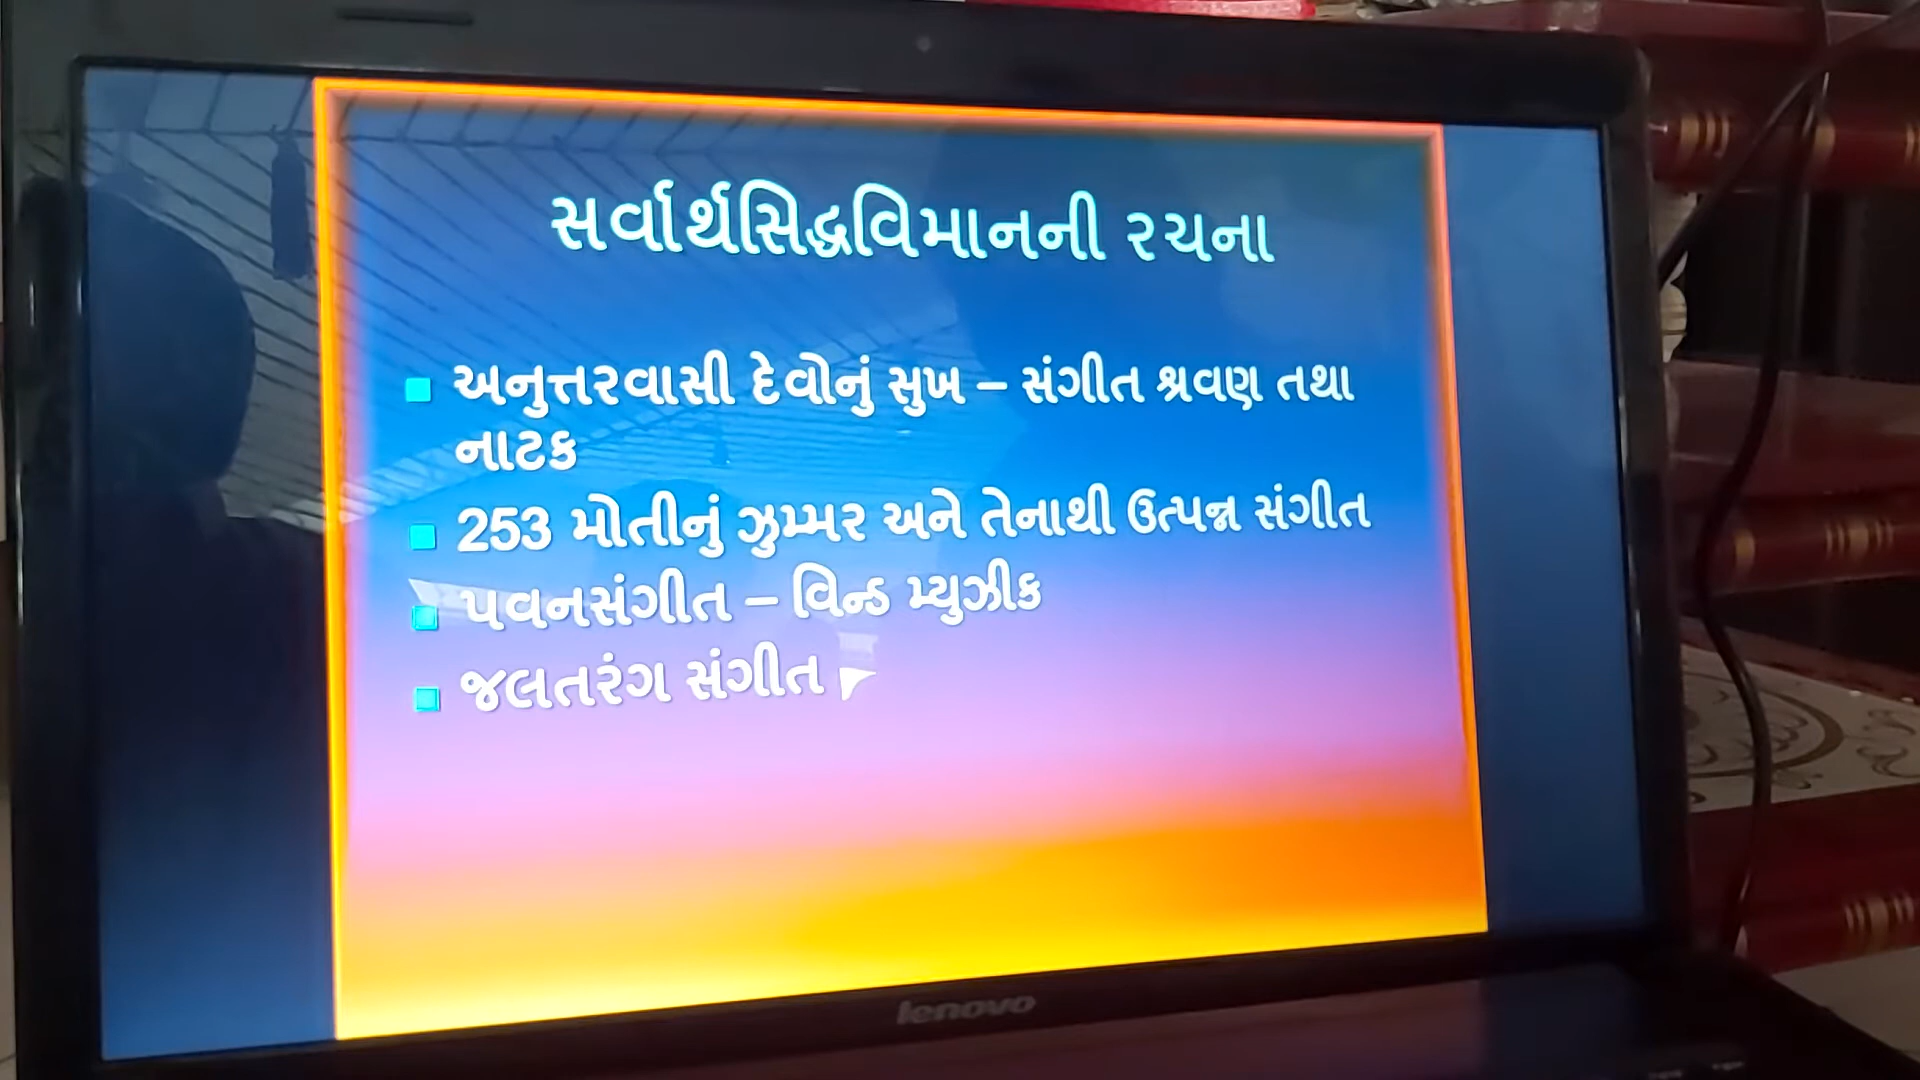 સર્વાર્થસિદ્ધવિમાનની રચના
અનુત્તરવાસી દેવોનું સુખ – સંગીત શ્રવણ તથા
નાટક
253 મોતીનું ઝુમ્મર અને તેનાથી ઉત્પન્ન સંગીત
પવનસંગીત – વિન્ડ મ્યુઝીક
જલતરંગ સંગીત
lenovo